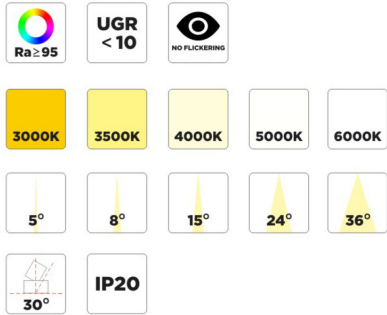 Ra≥95
UGR
<10
NO FLICKERING
3000K
3500K
4000K
5000K
6000K
5°
8°
15°
24°
36°
30°
IP20